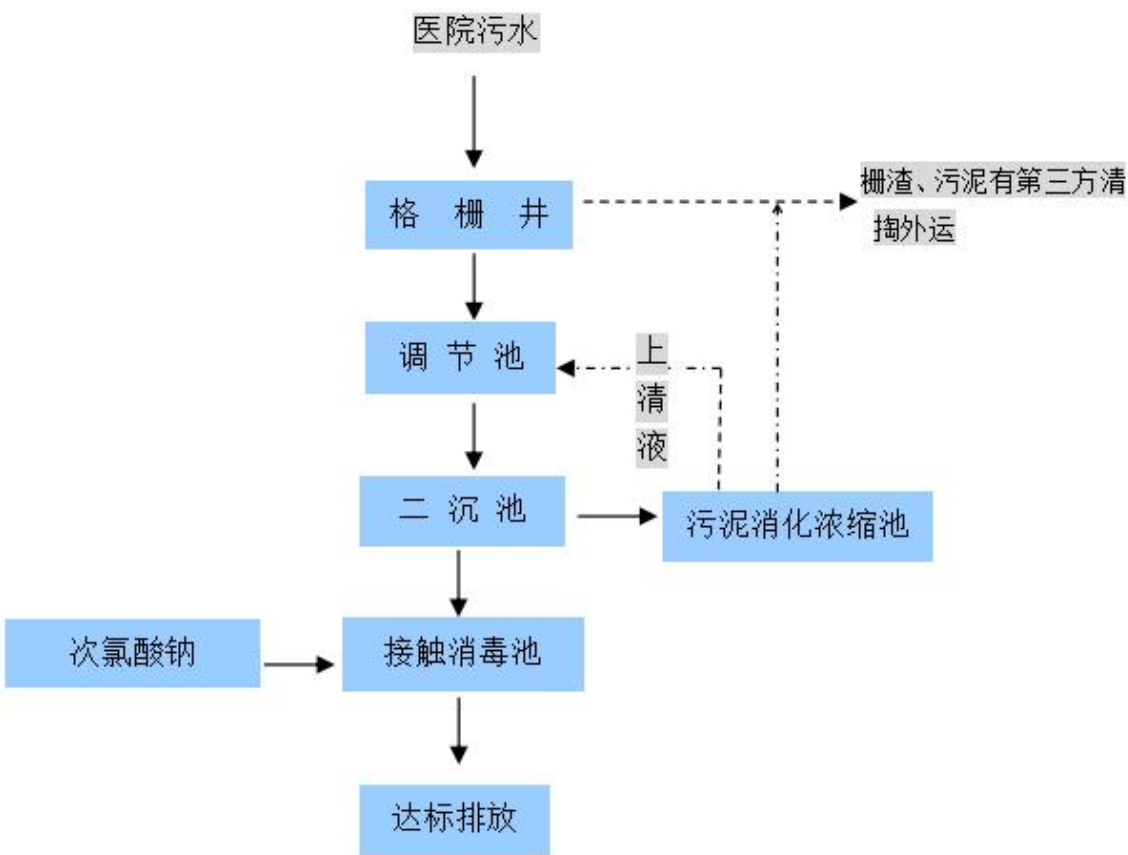 医院污水
格栅井
栅渣、污泥有第三方清
掏外运
调节池
上
清
液
二沉池
污泥消化浓缩池
次氯酸钠
接触消毒池
达标排放